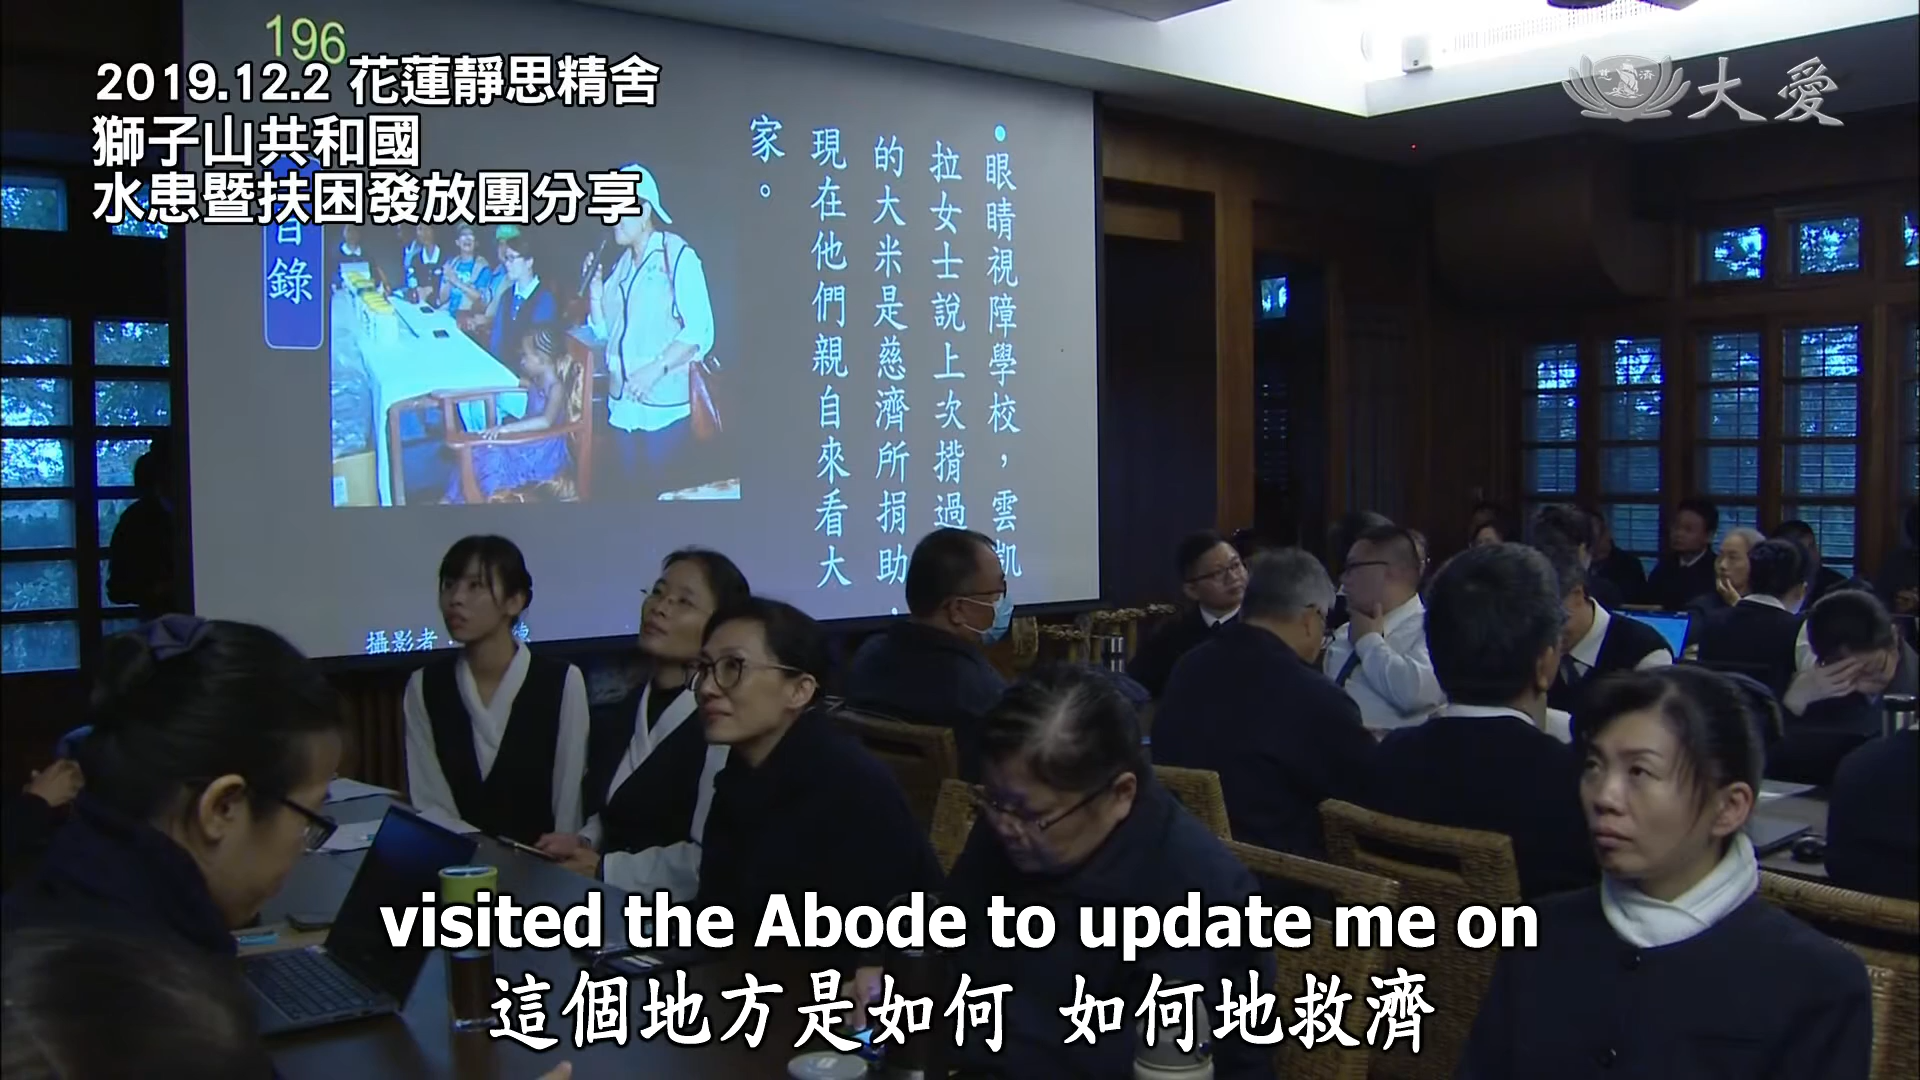 196
2019.12.2 花蓮靜思精舍
獅子山共和國
水患暨扶困發放團分享
大愛
慈濟
•眼睛視障學校，雲凱
拉女士說上次揹過
的大米是慈濟所捐助，
現在他們親自來看大
家。
音錄
攝影者：
visited the Abode to update me on
這個地方是如何 如何地救濟